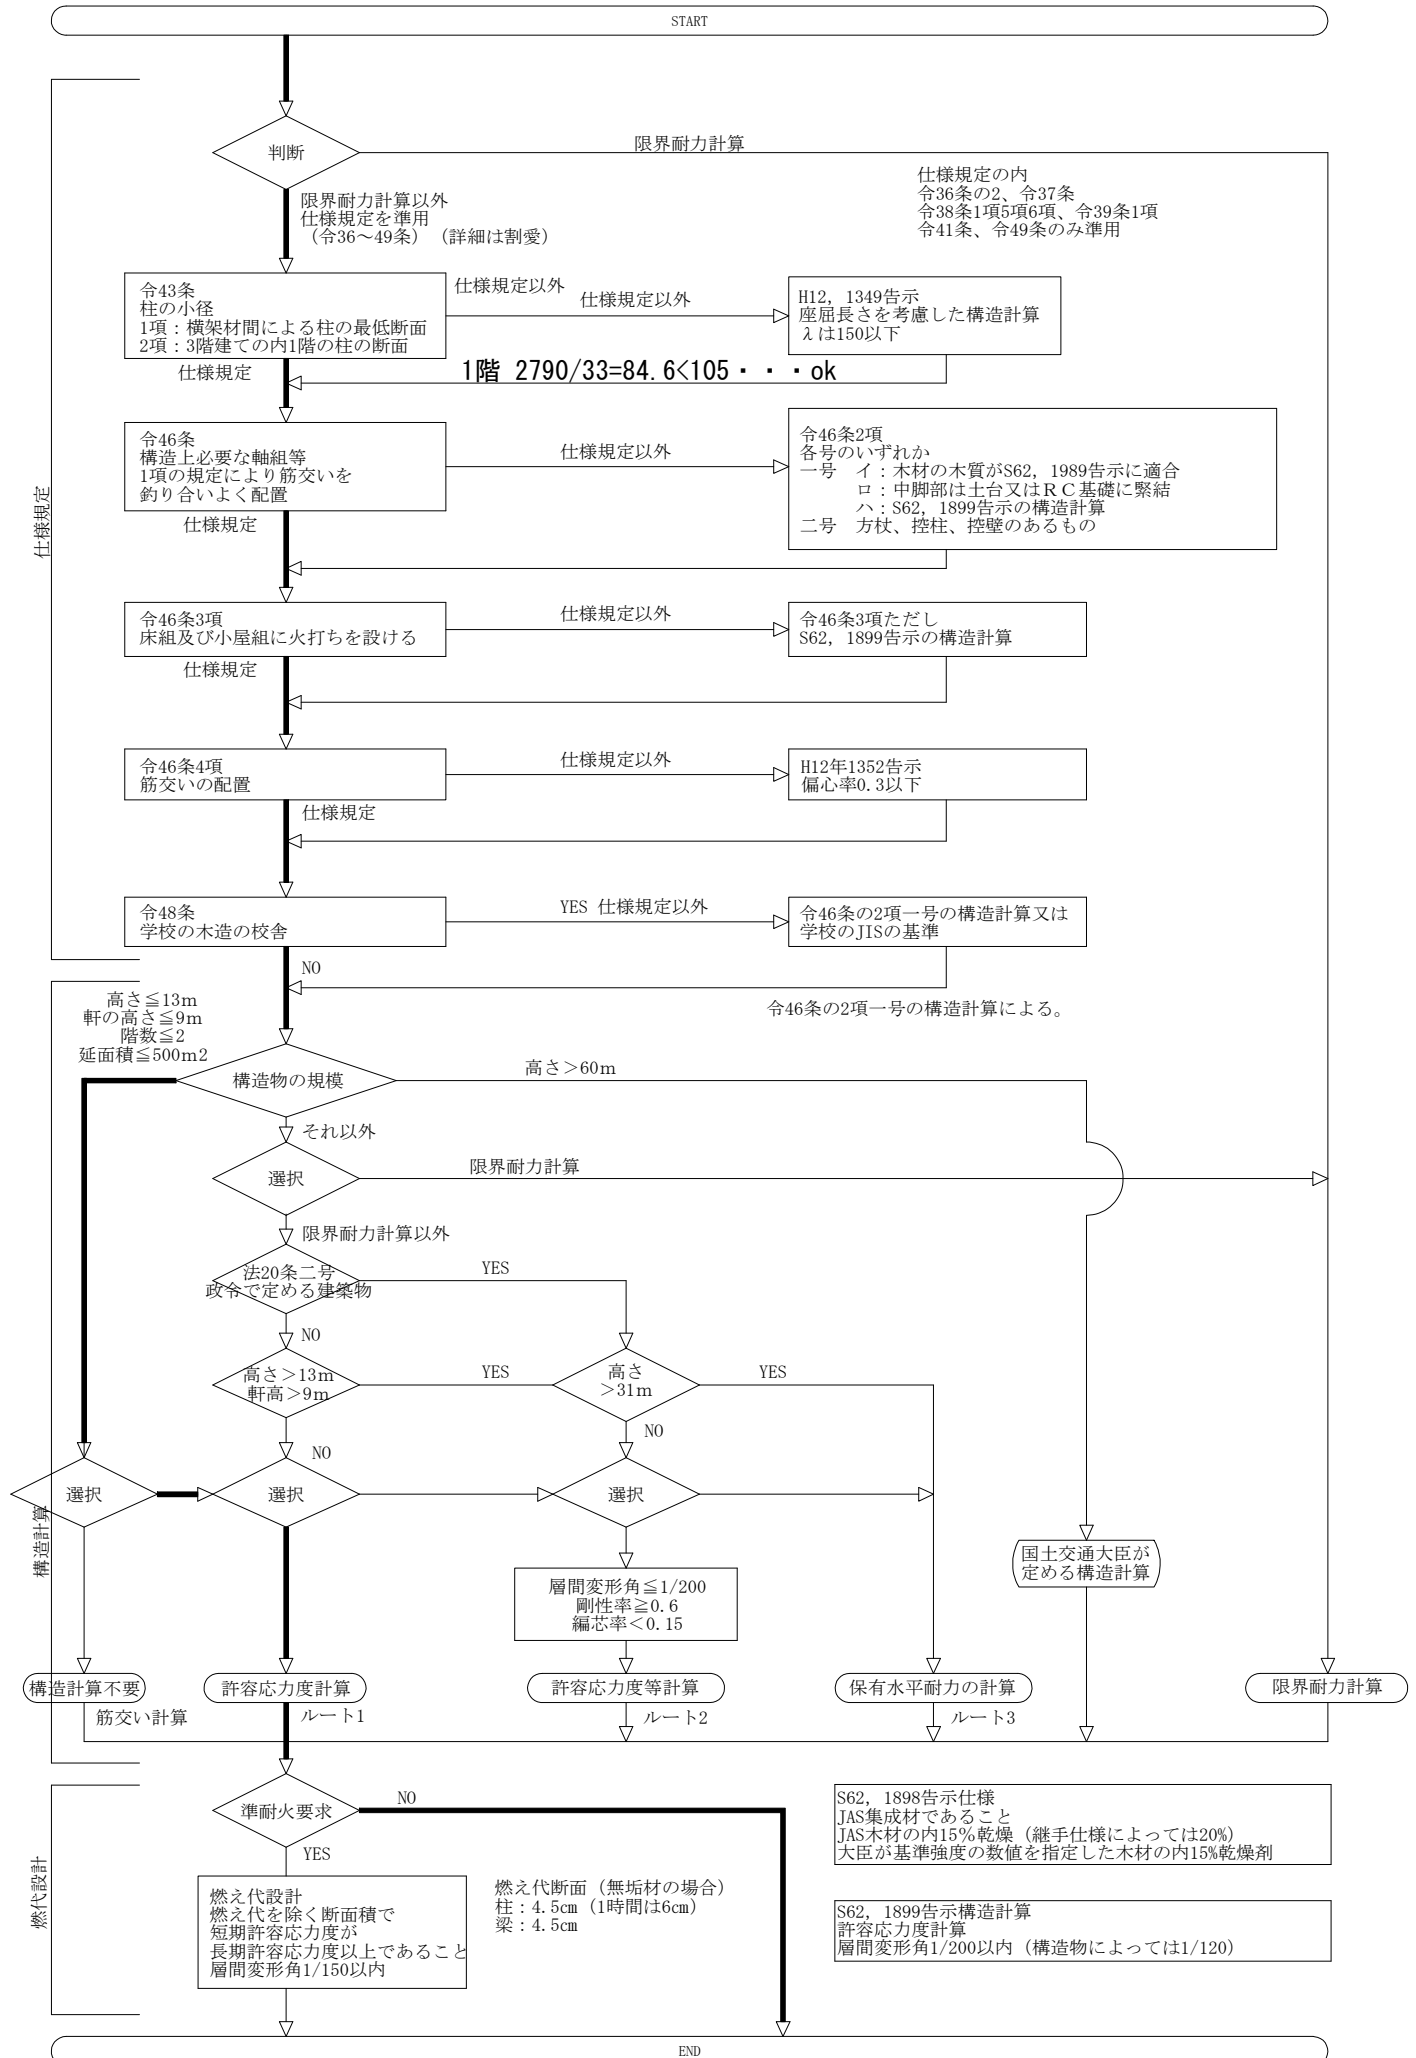 START
判断
限界耐力計算
限界耐力計算以外
仕様規定を準用
（令36～49条）（詳細は割愛）
仕様規定の内
令36条の2、令37条
令38条1項5項6項、令39条1項
令41条、令49条のみ準用
仕様規定
令43条
柱の小径
1項：横架材間による柱の最低断面
2項：3階建ての内1階の柱の断面
仕様規定以外
仕様規定以外
H12, 1349告示
座屈長さを考慮した構造計算
λは150以下
仕様規定
1階 2790/33=84.6<105・・・ok
令46条
構造上必要な軸組等
1項の規定により筋交いを
釣り合いよく配置
仕様規定以外
令46条2項
各号のいずれか
一号　イ：木材の木質がS62, 1989告示に適合
ロ：中脚部は土台又はＲＣ基礎に緊結
ハ：S62, 1899告示の構造計算
二号　方杖、控柱、控壁のあるもの
仕様規定
令46条3項
床組及び小屋組に火打ちを設ける
仕様規定以外
令46条3項ただし
S62, 1899告示の構造計算
仕様規定
令46条4項
筋交いの配置
仕様規定以外
H12年1352告示
偏心率0.3以下
仕様規定
令48条
学校の木造の校舎
YES 仕様規定以外
令46条の2項一号の構造計算又は
学校のJISの基準
NO
令46条の2項一号の構造計算による。
高さ≦13m
軒の高さ≦9m
階数≦2
延面積≦500m2
構造物の規模
高さ＞60m
それ以外
選択
限界耐力計算
限界耐力計算以外
法20条二号
政令で定める建築物
YES
NO
高さ＞13m
軒高＞9m
YES
高さ
＞31m
YES
NO
NO
選択
選択
選択
構造計算
国土交通大臣が
定める構造計算
層間変形角≦1/200
剛性率≧0.6
編芯率＜0.15
構造計算不要
許容応力度計算
許容応力度等計算
保有水平耐力の計算
限界耐力計算
筋交い計算
ルート1
ルート2
ルート3
準耐火要求
NO
YES
燃代設計
燃え代設計
燃え代を除く断面積で
短期許容応力度が
長期許容応力度以上であること
層間変形角1/150以内
燃え代断面（無垢材の場合）
柱：4.5cm（1時間は6cm）
梁：4.5cm
S62, 1898告示仕様
JAS集成材であること
JAS木材の内15％乾燥（継手仕様によっては20%）
大臣が基準強度の数値を指定した木材の内15%乾燥剤
S62, 1899告示構造計算
許容応力度計算
層間変形角1/200以内（構造物によっては1/120）
END